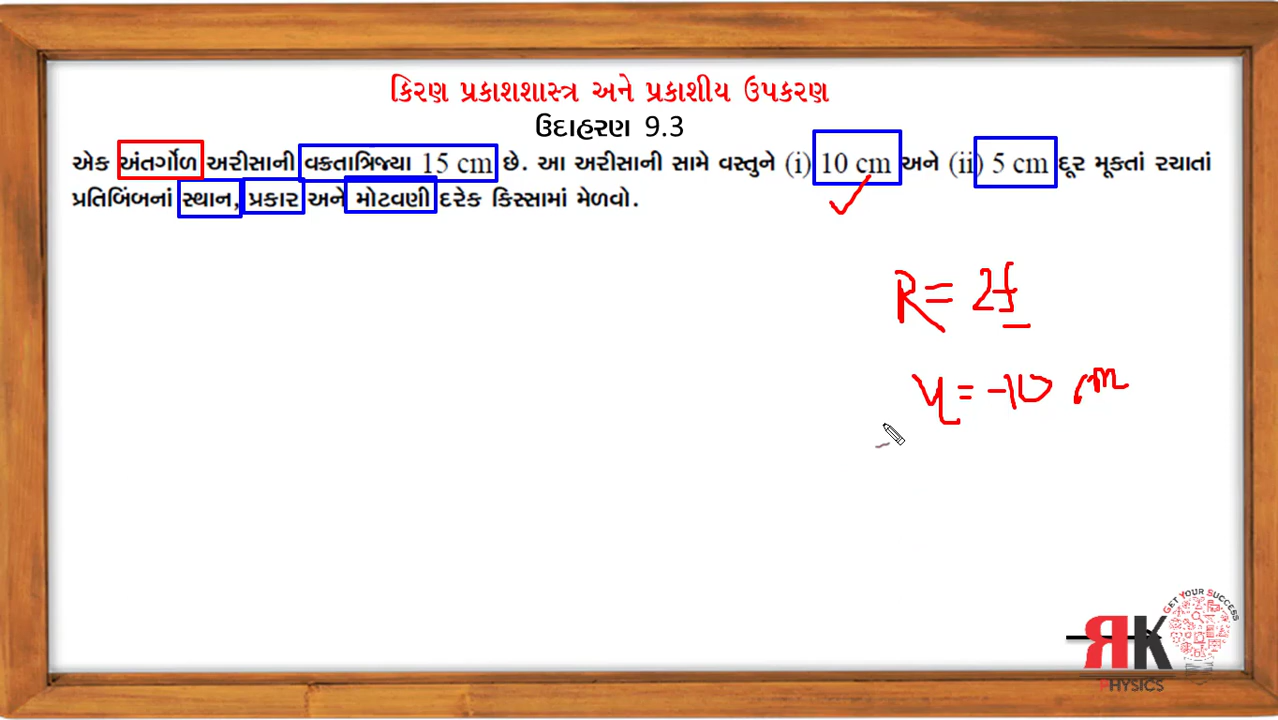 કિરણ પ્રકાશશાસ્ત્ર અને પ્રકાશીય ઉપકરણ
ઉદાહરણ 9.3
એક અંતર્ગોળ અરીસાની વક્રતાત્રિજ્યા 15 cm છે. આ અરીસાની સામે વસ્તુને (i) 10 cm અને (ii) 5 cm દૂર મૂકતાં રચાતાં
પ્રતિબિંબનાં સ્થાન, પ્રકાર અને મોટવણી દરેક કિસ્સામાં મેળવો.
R = 2f
u = -10 cm
GET YOUR SUCCESS
RK
PHYSICS